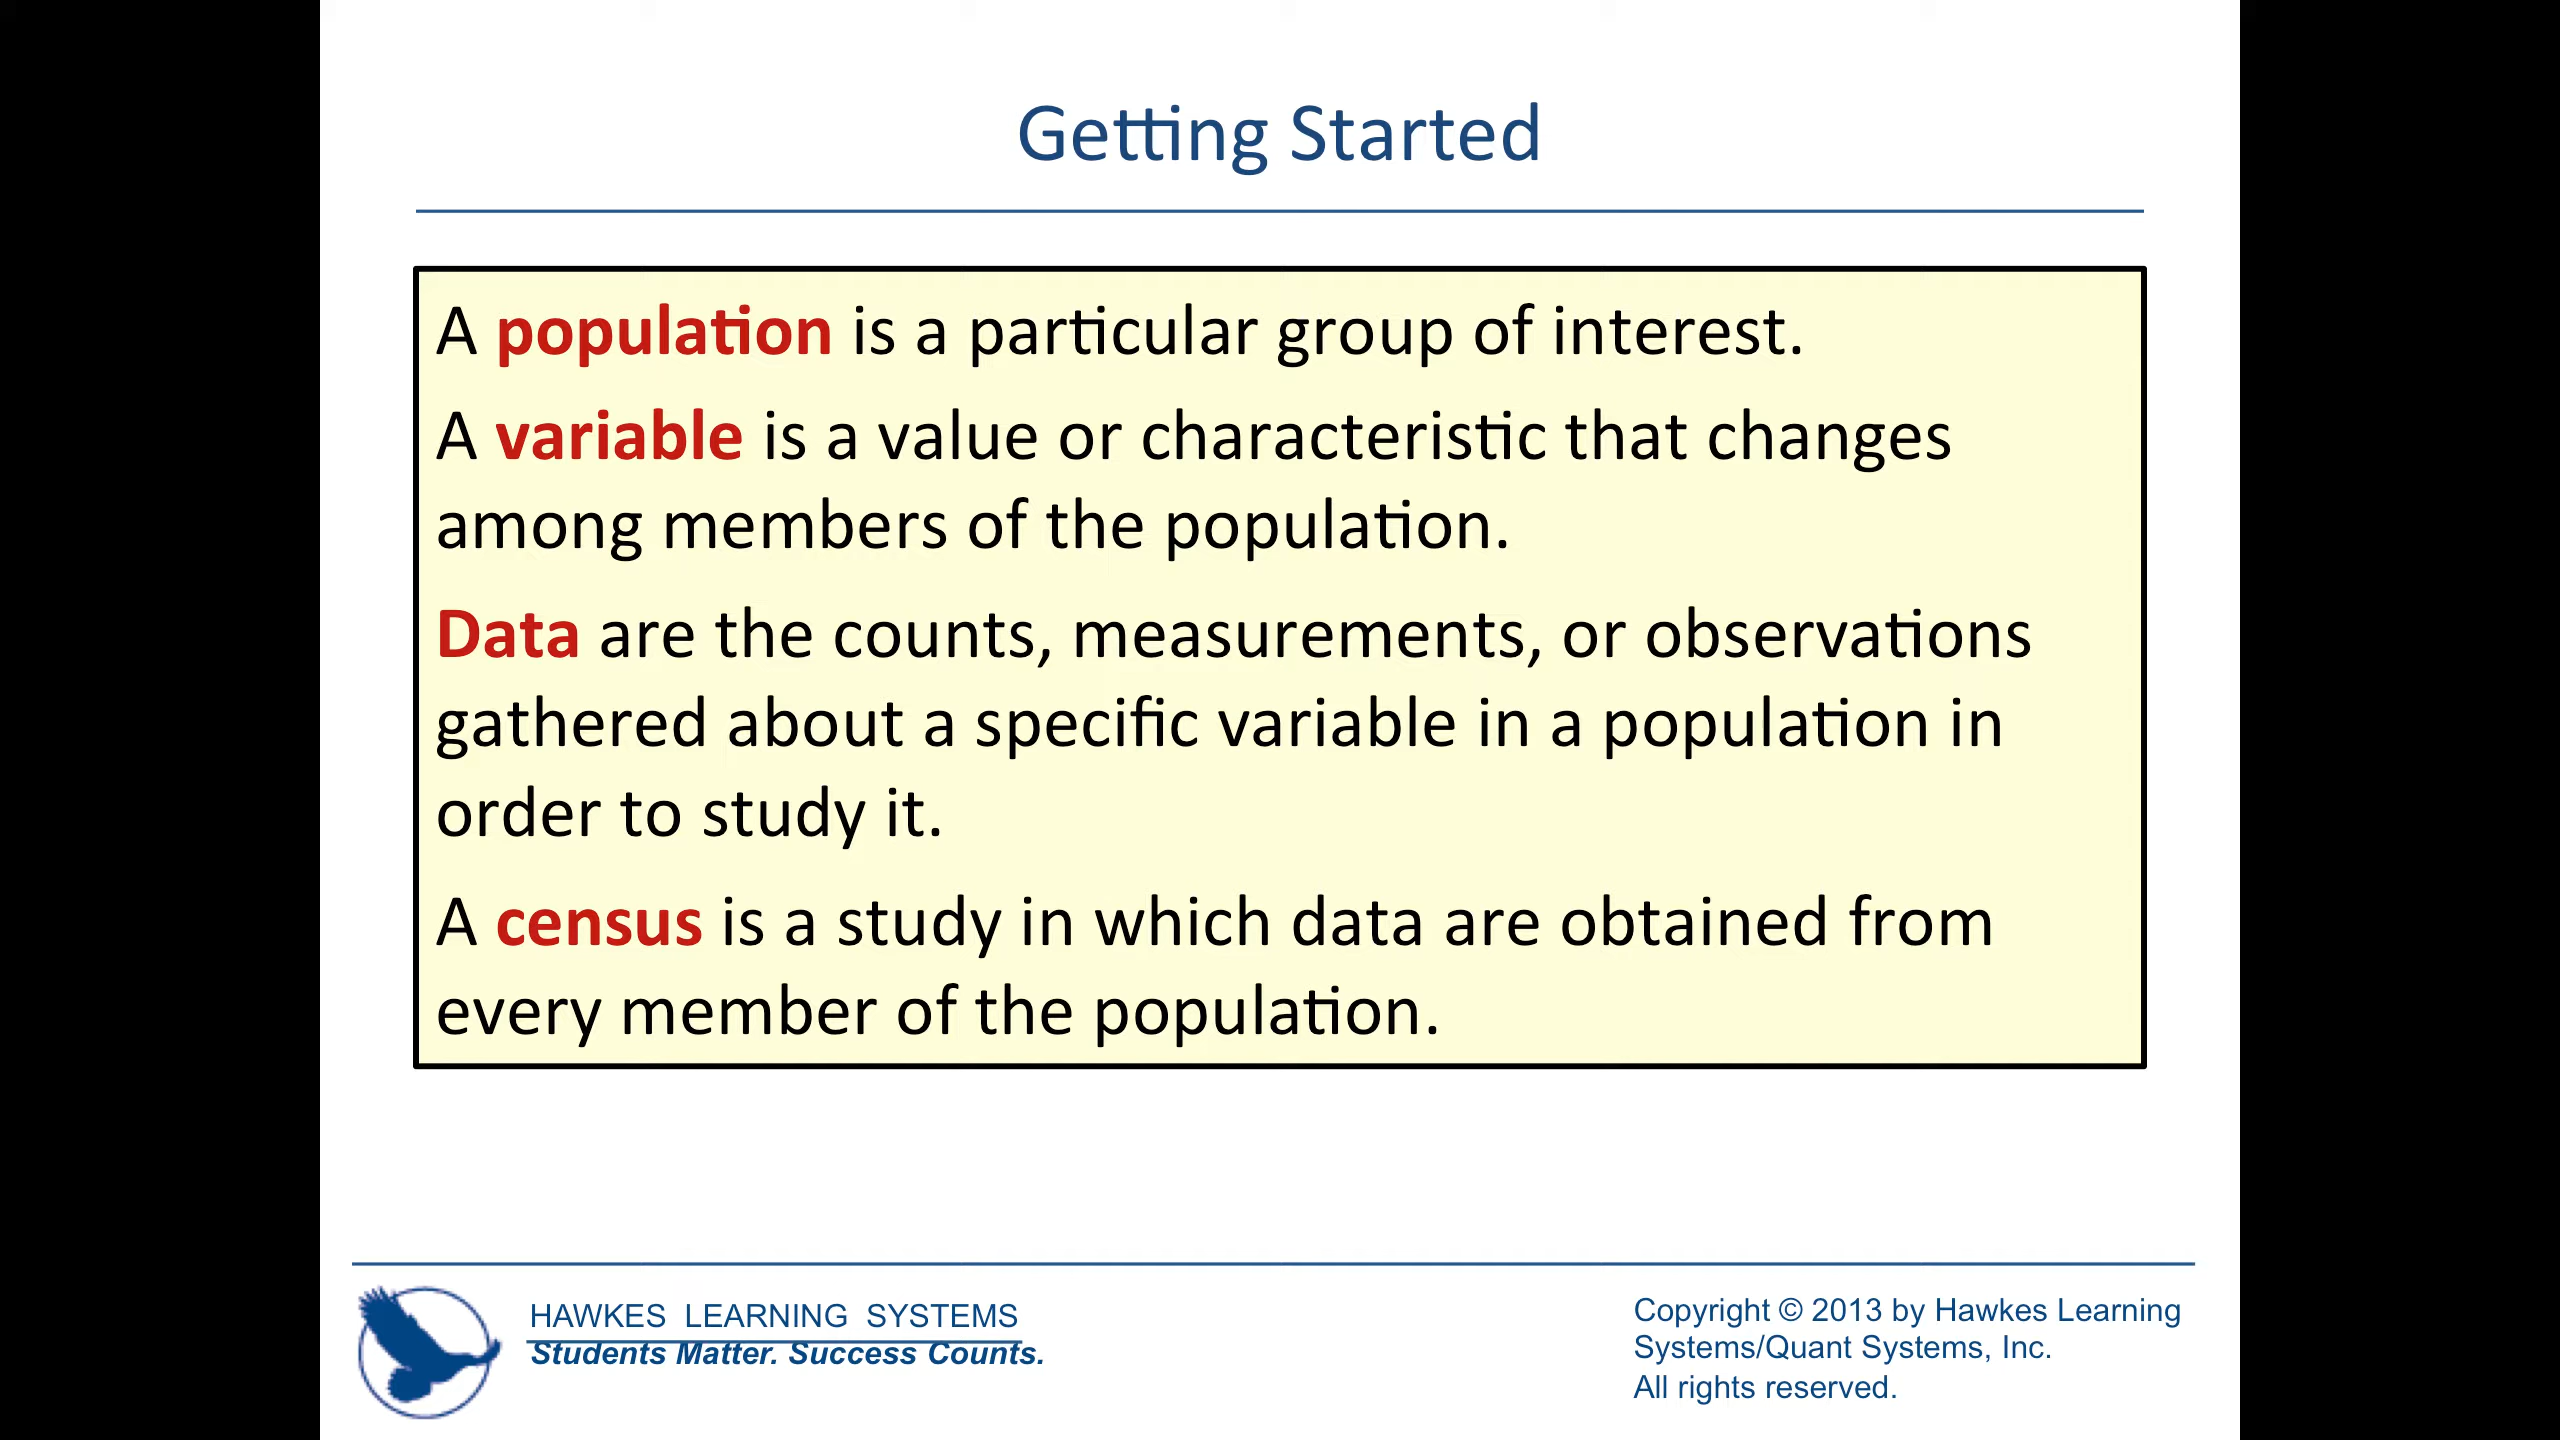 Getting Started
A population is a particular group of interest.
A variable is a value or characteristic that changes
among members of the population.
Data are the counts, measurements, or observations
gathered about a specific variable in a population in
order to study it.
A census is a study in which data are obtained from
every member of the population.
HAWKES LEARNING SYSTEMS
Students Matter. Success Counts.
Copyright © 2013 by Hawkes Learning
Systems/Quant Systems, Inc.
All rights reserved.